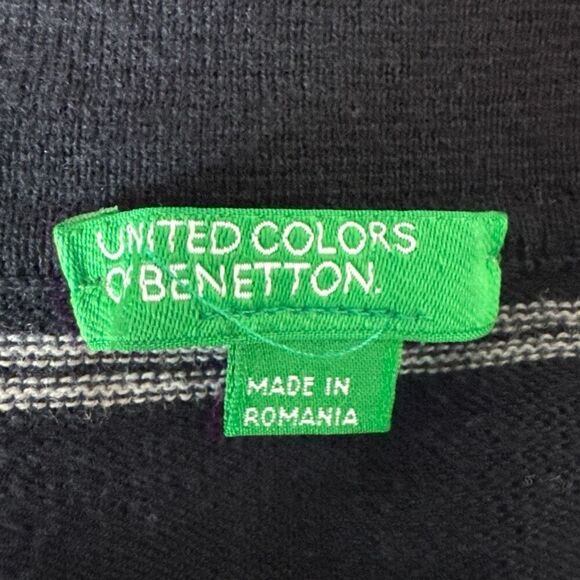 UNITED COLORS
OF BENETTON.
MADE IN
ROMANIA